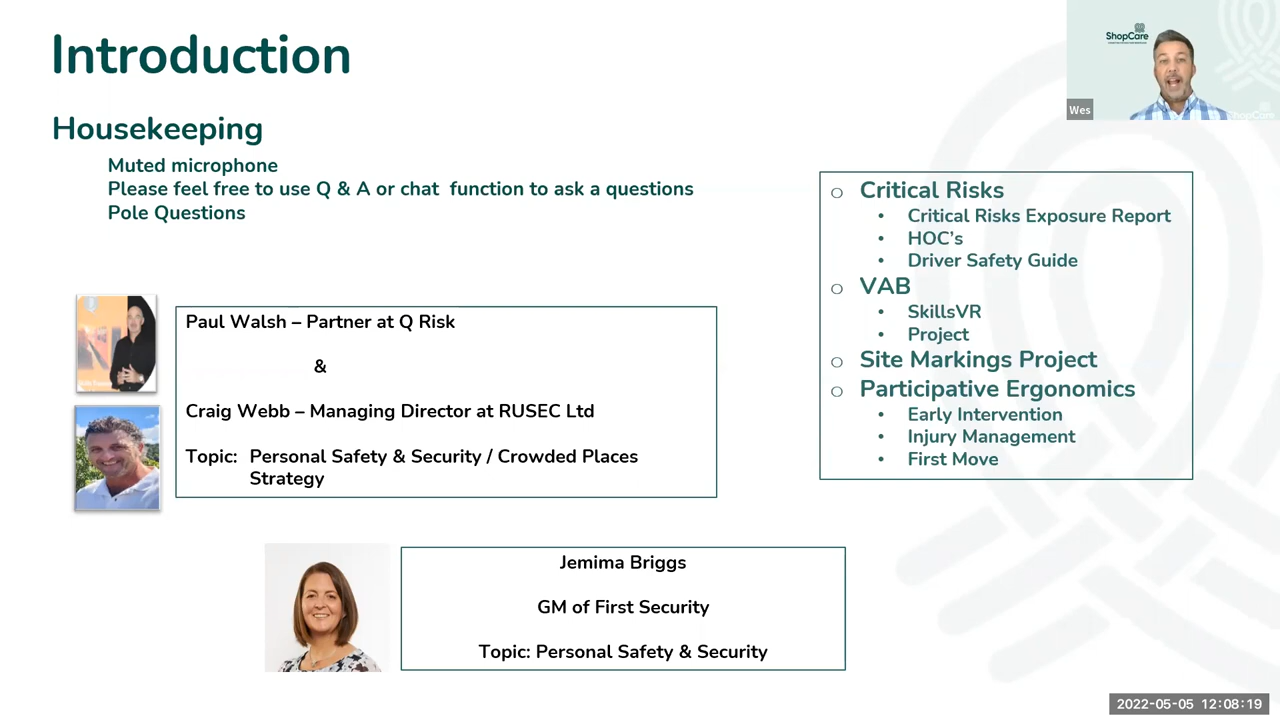 Introduction
Housekeeping
Muted microphone
Please feel free to use Q & A or chat function to ask a questions
Pole Questions
ShopCare
Wes
ShopCare
o Critical Risks
• Critical Risks Exposure Report
• HOC’s
• Driver Safety Guide
o VAB
• SkillsVR
• Project
o Site Markings Project
o Participative Ergonomics
• Early Intervention
• Injury Management
• First Move
Paul Walsh – Partner at Q Risk
&
Craig Webb – Managing Director at RUSEC Ltd
Topic: Personal Safety & Security / Crowded Places
Strategy
Jemima Briggs
GM of First Security
Topic: Personal Safety & Security
2022-05-05 12:08:19